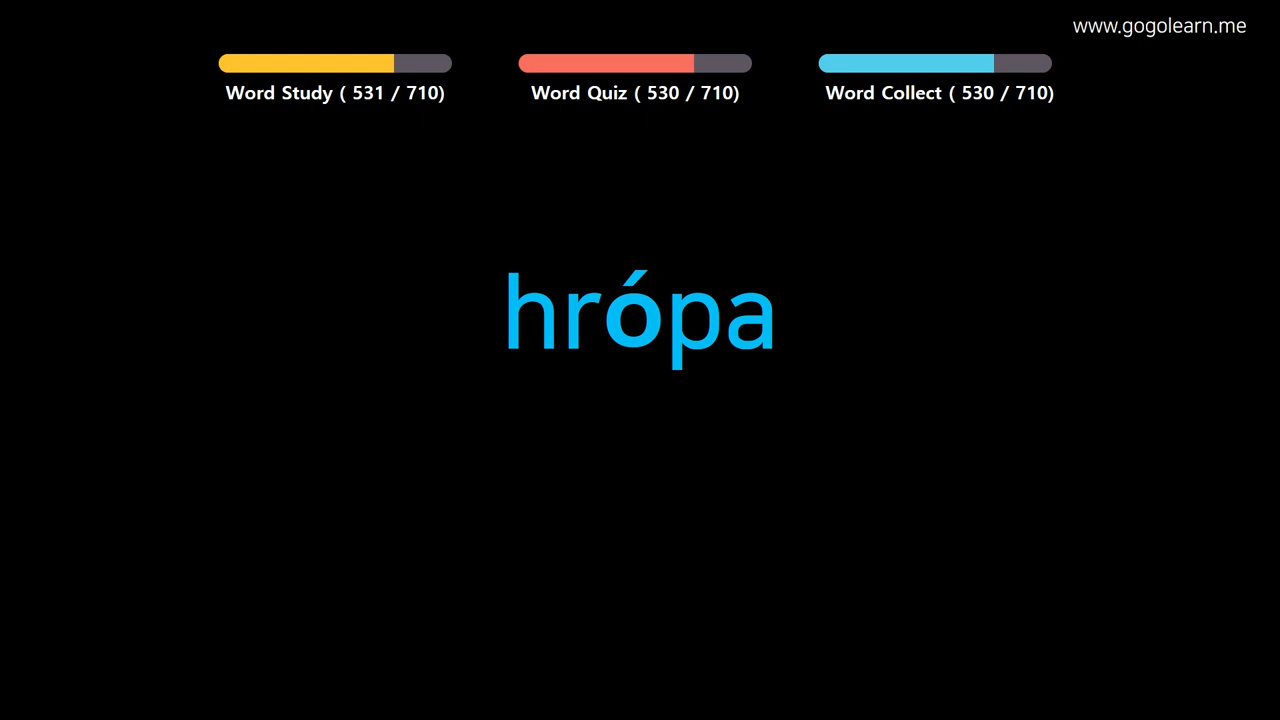 www.gogolearn.me
Word Study ( 531 / 710)
Word Quiz ( 530 / 710)
Word Collect ( 530 / 710)
hrópa